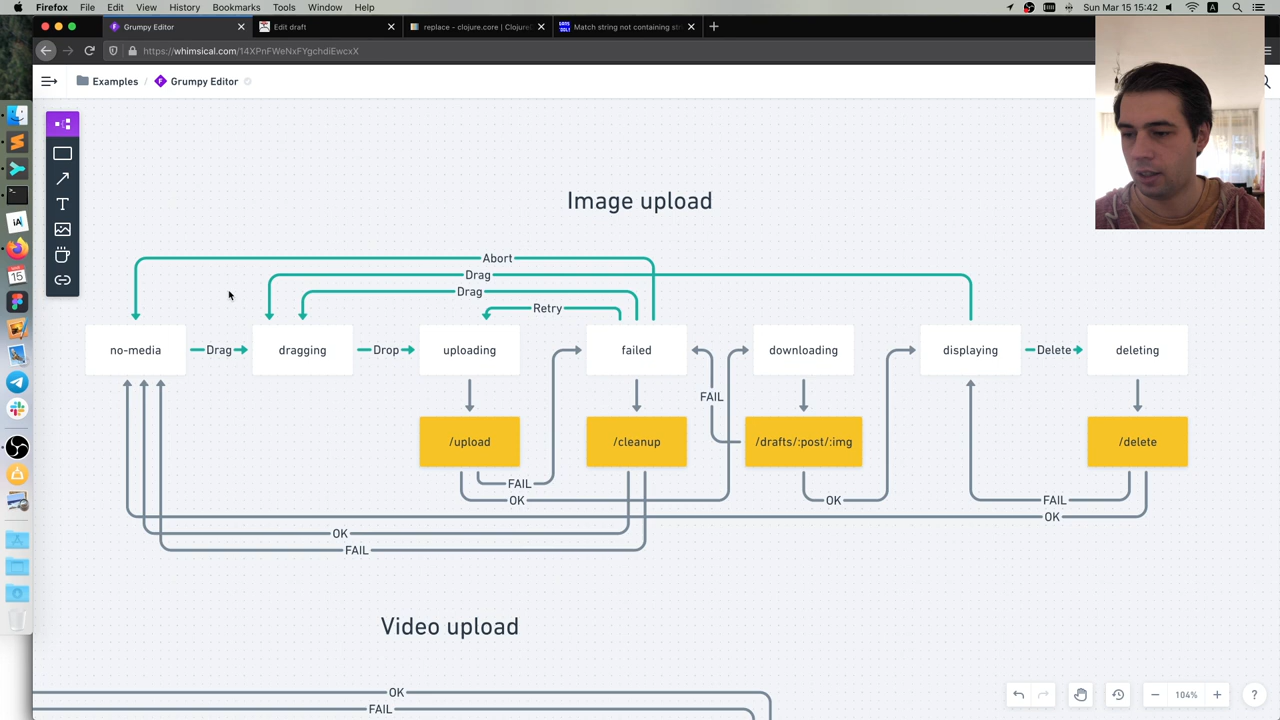 Firefox File Edit View History Bookmarks Tools Window Help
Sun Mar 15 15:42
Grumpy Editor
Edit draft
replace - clojure.core | Clojure
Match string not containing str
https://whimsical.com/14XPnFWeNxFYgchdiEwcxX
Examples / Grumpy Editor
Image upload
Abort
Drag
Drag
Retry
no-media
Drag
dragging
Drop
uploading
failed
downloading
displaying
Delete
deleting
FAIL
/upload
/cleanup
/drafts/:post/:img
/delete
FAIL
OK
OK
FAIL
OK
OK
FAIL
Video upload
OK
FAIL
104%